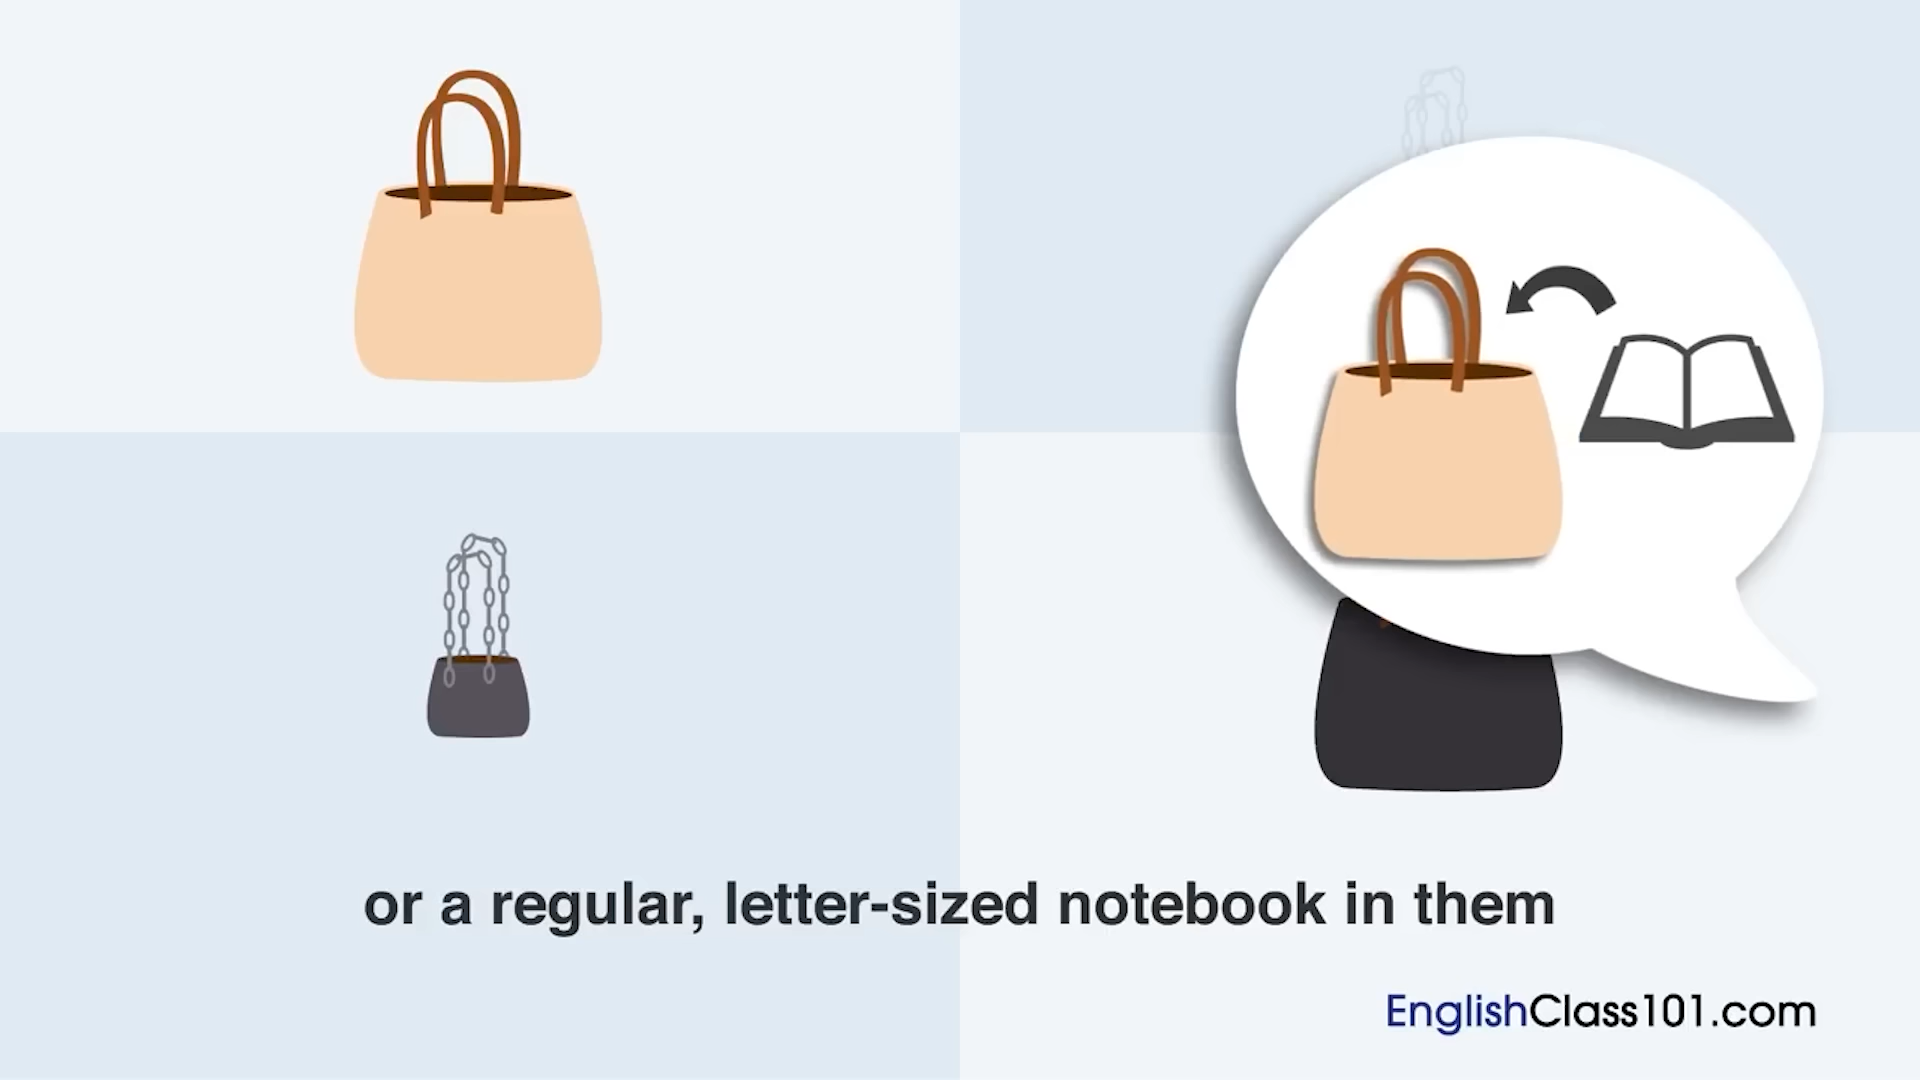 or a regular, letter-sized notebook in them
EnglishClass101.com